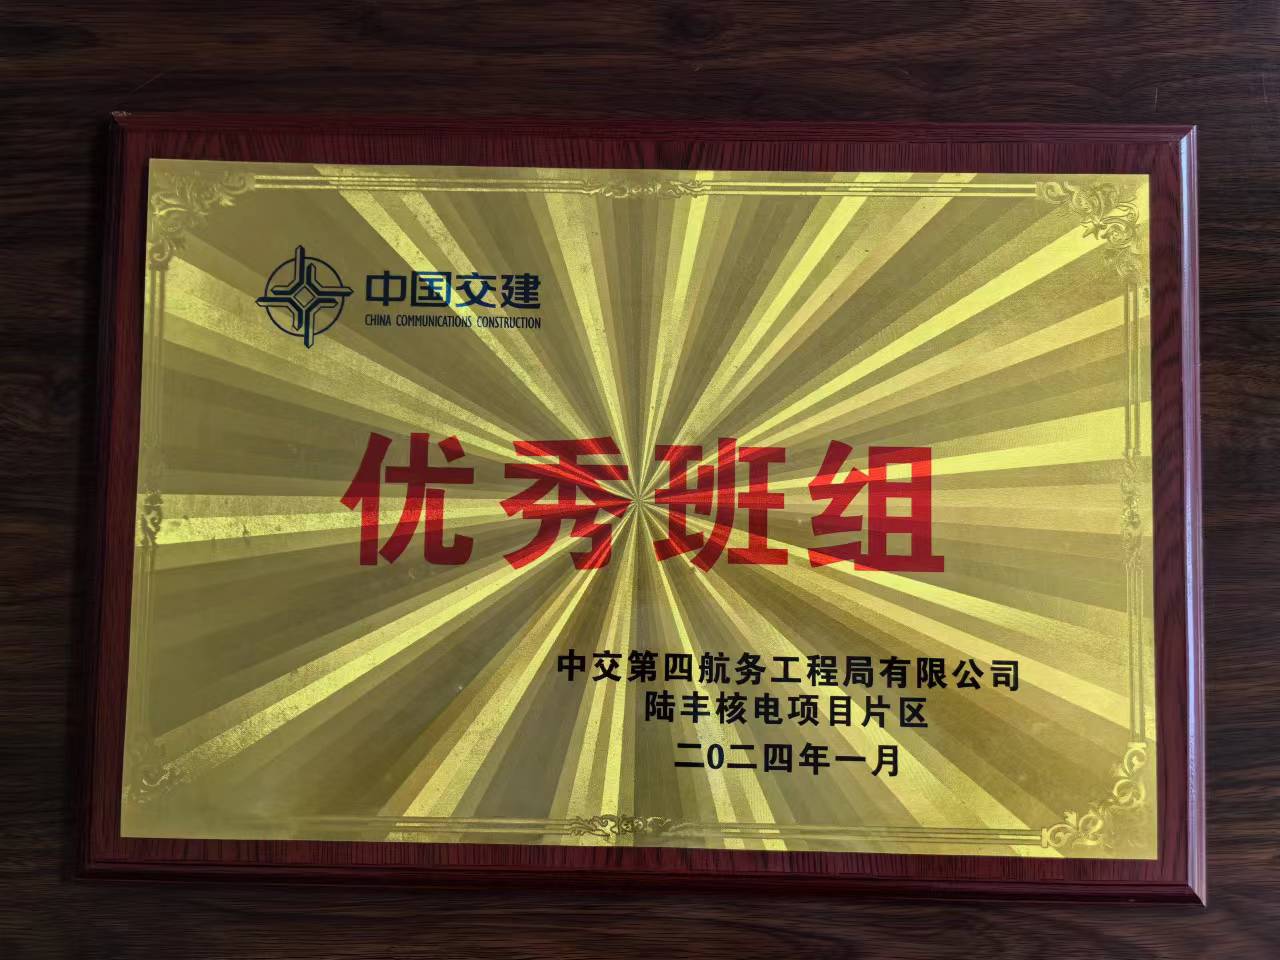 中国交建
CHINA COMMUNICATIONS CONSTRUCTION
优秀班组
中交第四航务工程局有限公司
陆丰核电项目片区
二〇二四年一月